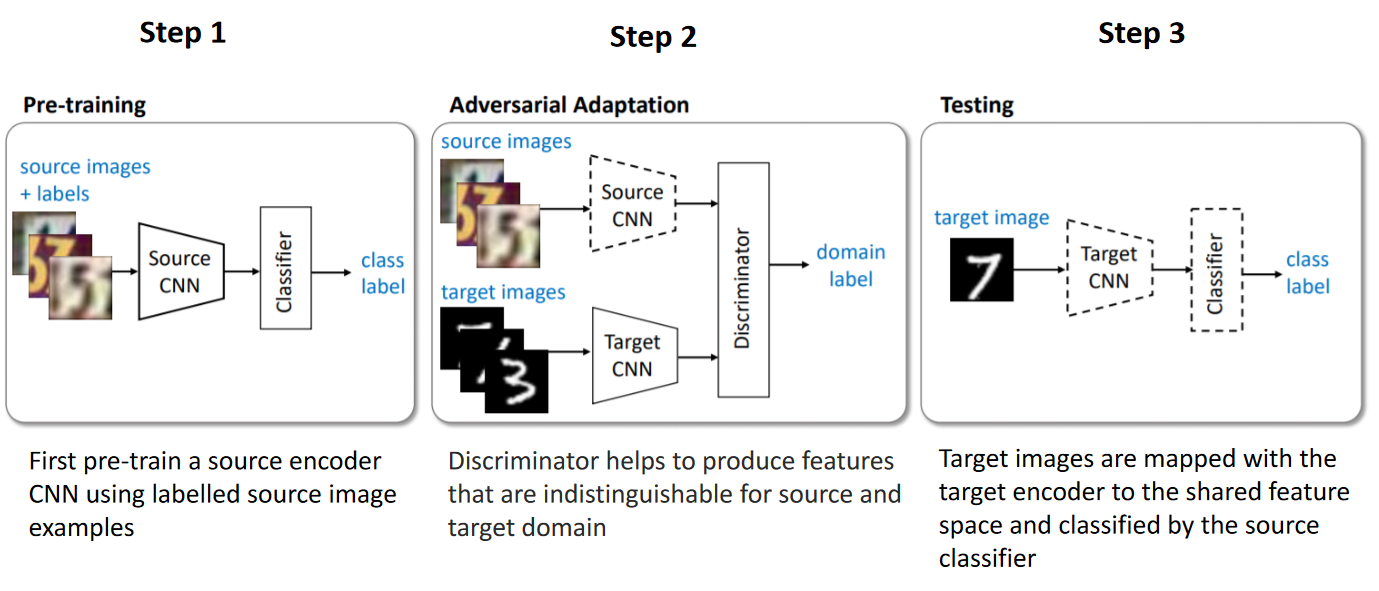 Step 1
Pre-training
source images
+ labels
Source
CNN
Classifier
class
label
First pre-train a source encoder
CNN using labelled source image
examples
Step 2
Adversarial Adaptation
source images
Source
CNN
target images
Target
CNN
Discriminator
domain
label
Discriminator helps to produce features
that are indistinguishable for source and
target domain
Step 3
Testing
target image
7
Target
CNN
Classifier
class
label
Target images are mapped with the
target encoder to the shared feature
space and classified by the source
classifier